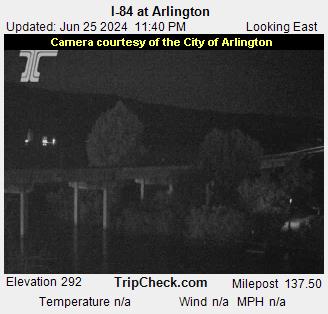 I-84 at Arlington
Updated: Jun 25 2024 11:40 PM Looking East
Camera courtesy of the City of Arlington
Elevation 292 TripCheck.com Milepost 137.50
Temperature n/a Wind n/a MPH n/a